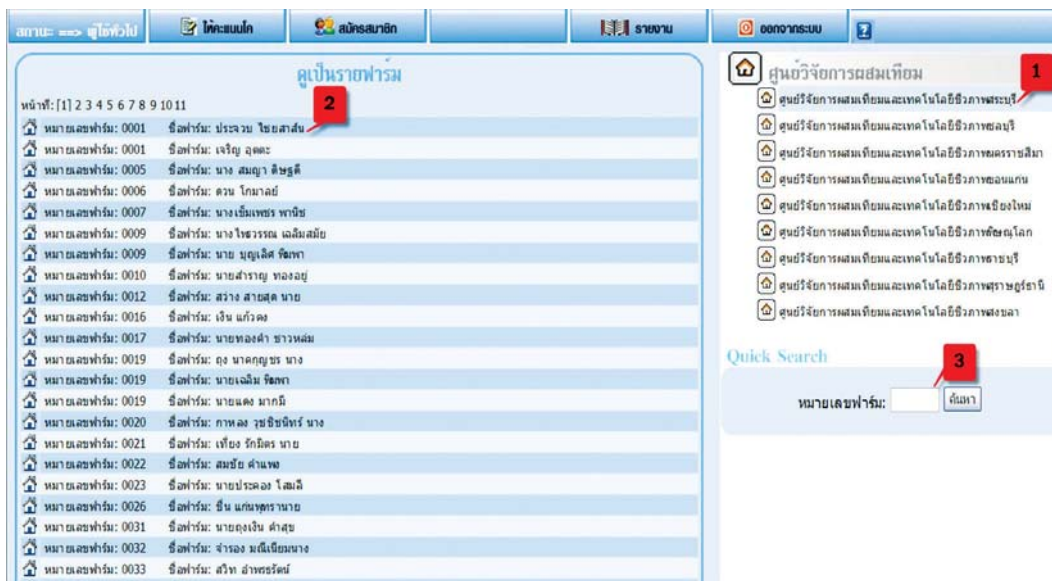 สถานะ ==> ผู้ใช้ทั่วไป ให้คะแนนโค สมัครสมาชิก รายงาน ออกจากระบบ ?
ดูเป็นรายฟาร์ม
หน้าที่: [1] 2 3 4 5 6 7 8 9 10 11
2
หมายเลขฟาร์ม: 0001 ชื่อฟาร์ม: ประจวบ ไชยสาส์น
หมายเลขฟาร์ม: 0001 ชื่อฟาร์ม: เจริญ อุตตะ
หมายเลขฟาร์ม: 0005 ชื่อฟาร์ม: นาง สมญา ดิษฐดี
หมายเลขฟาร์ม: 0006 ชื่อฟาร์ม: ควน โกมาลย์
หมายเลขฟาร์ม: 0007 ชื่อฟาร์ม: นางเข็มเพชร พานิช
หมายเลขฟาร์ม: 0009 ชื่อฟาร์ม: นางไพรวรรณ เฉลิมสมัย
หมายเลขฟาร์ม: 0009 ชื่อฟาร์ม: นาย บุญเลิศ พิมพา
หมายเลขฟาร์ม: 0010 ชื่อฟาร์ม: นายสำราญ ทองอยู่
หมายเลขฟาร์ม: 0012 ชื่อฟาร์ม: สว่าง สายสุด นาย
หมายเลขฟาร์ม: 0016 ชื่อฟาร์ม: เงิน แก้วคง
หมายเลขฟาร์ม: 0017 ชื่อฟาร์ม: นายทองคำ ชาวหล่ม
หมายเลขฟาร์ม: 0019 ชื่อฟาร์ม: ถุง นาคกุญชร นาง
หมายเลขฟาร์ม: 0019 ชื่อฟาร์ม: นายเฉลิม พิมพา
หมายเลขฟาร์ม: 0019 ชื่อฟาร์ม: นายแดง มากมี
หมายเลขฟาร์ม: 0020 ชื่อฟาร์ม: กาหลง นาง
หมายเลขฟาร์ม: 0021 ชื่อฟาร์ม: เที่ยง รักมิตร นาย
หมายเลขฟาร์ม: 0022 ชื่อฟาร์ม: สมชัย คำแพง
หมายเลขฟาร์ม: 0023 ชื่อฟาร์ม: นายประคอง โสมลี
หมายเลขฟาร์ม: 0026 ชื่อฟาร์ม: ชื่น แก่นพุทรานาย
หมายเลขฟาร์ม: 0031 ชื่อฟาร์ม: นายถุงเงิน คำสุข
หมายเลขฟาร์ม: 0032 ชื่อฟาร์ม: จำรอง มณีเนียมนาง
หมายเลขฟาร์ม: 0033 ชื่อฟาร์ม: สวิท อำพรรัตน์
ศูนย์วิจัยการผสมเทียม
1
ศูนย์วิจัยการผสมเทียมและเทคโนโลยีชีวภาพสระบุรี
ศูนย์วิจัยการผสมเทียมและเทคโนโลยีชีวภาพชลบุรี
ศูนย์วิจัยการผสมเทียมและเทคโนโลยีชีวภาพนครราชสีมา
ศูนย์วิจัยการผสมเทียมและเทคโนโลยีชีวภาพขอนแก่น
ศูนย์วิจัยการผสมเทียมและเทคโนโลยีชีวภาพเชียงใหม่
ศูนย์วิจัยการผสมเทียมและเทคโนโลยีชีวภาพพิษณุโลก
ศูนย์วิจัยการผสมเทียมและเทคโนโลยีชีวภาพราชบุรี
ศูนย์วิจัยการผสมเทียมและเทคโนโลยีชีวภาพสุราษฎร์ธานี
ศูนย์วิจัยการผสมเทียมและเทคโนโลยีชีวภาพสงขลา
Quick Search
3
หมายเลขฟาร์ม: ค้นหา